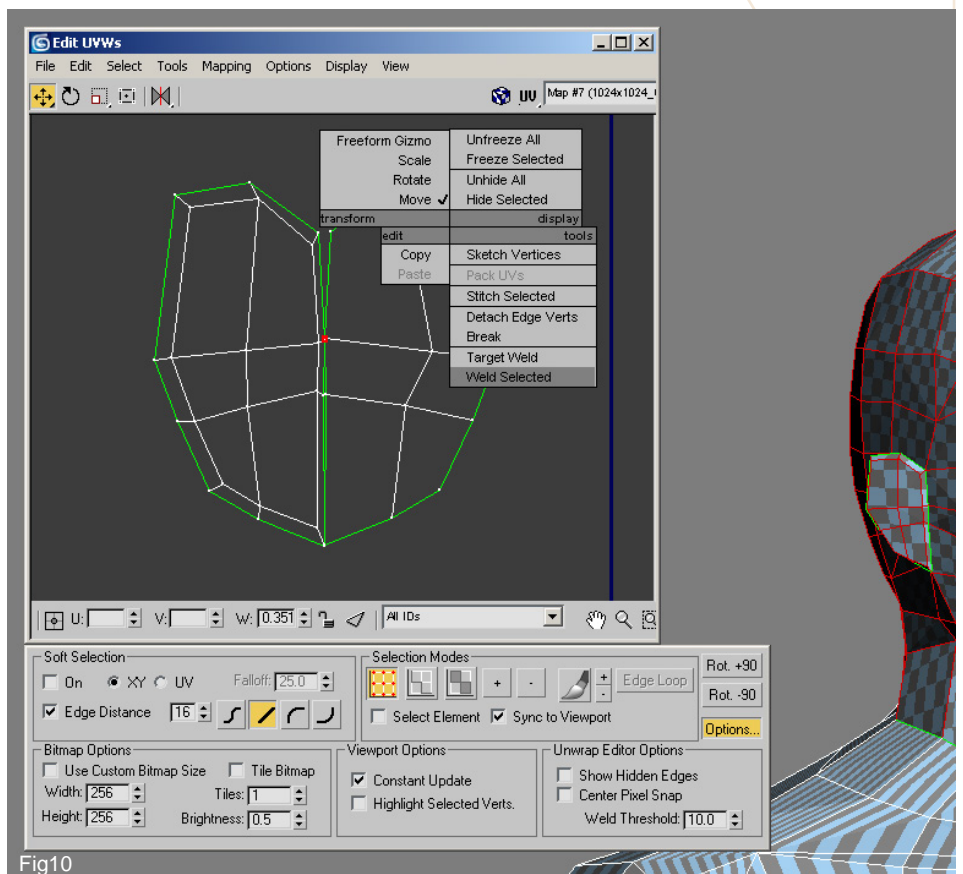 Edit UVWs
File Edit Select Tools Mapping Options Display View
UV Map #7 (1024x1024_
Freeform Gizmo
Scale
Rotate
Move
transform
Unfreeze All
Freeze Selected
Unhide All
Hide Selected
display
edit
Copy
Paste
tools
Sketch Vertices
Pack UVs
Stitch Selected
Detach Edge Verts
Break
Target Weld
Weld Selected
U: V: W: 0.351 All IDs
Soft Selection
On XY UV Falloff: 25.0
Edge Distance 16
Selection Modes
+ - + - Edge Loop
Select Element Sync to Viewport
Rot. +90
Rot. -90
Options...
Bitmap Options
Use Custom Bitmap Size Tile Bitmap
Width: 256 Tiles: 1
Height: 256 Brightness: 0.5
Viewport Options
Constant Update
Highlight Selected Verts.
Unwrap Editor Options
Show Hidden Edges
Center Pixel Snap
Weld Threshold: 10.0
Fig10